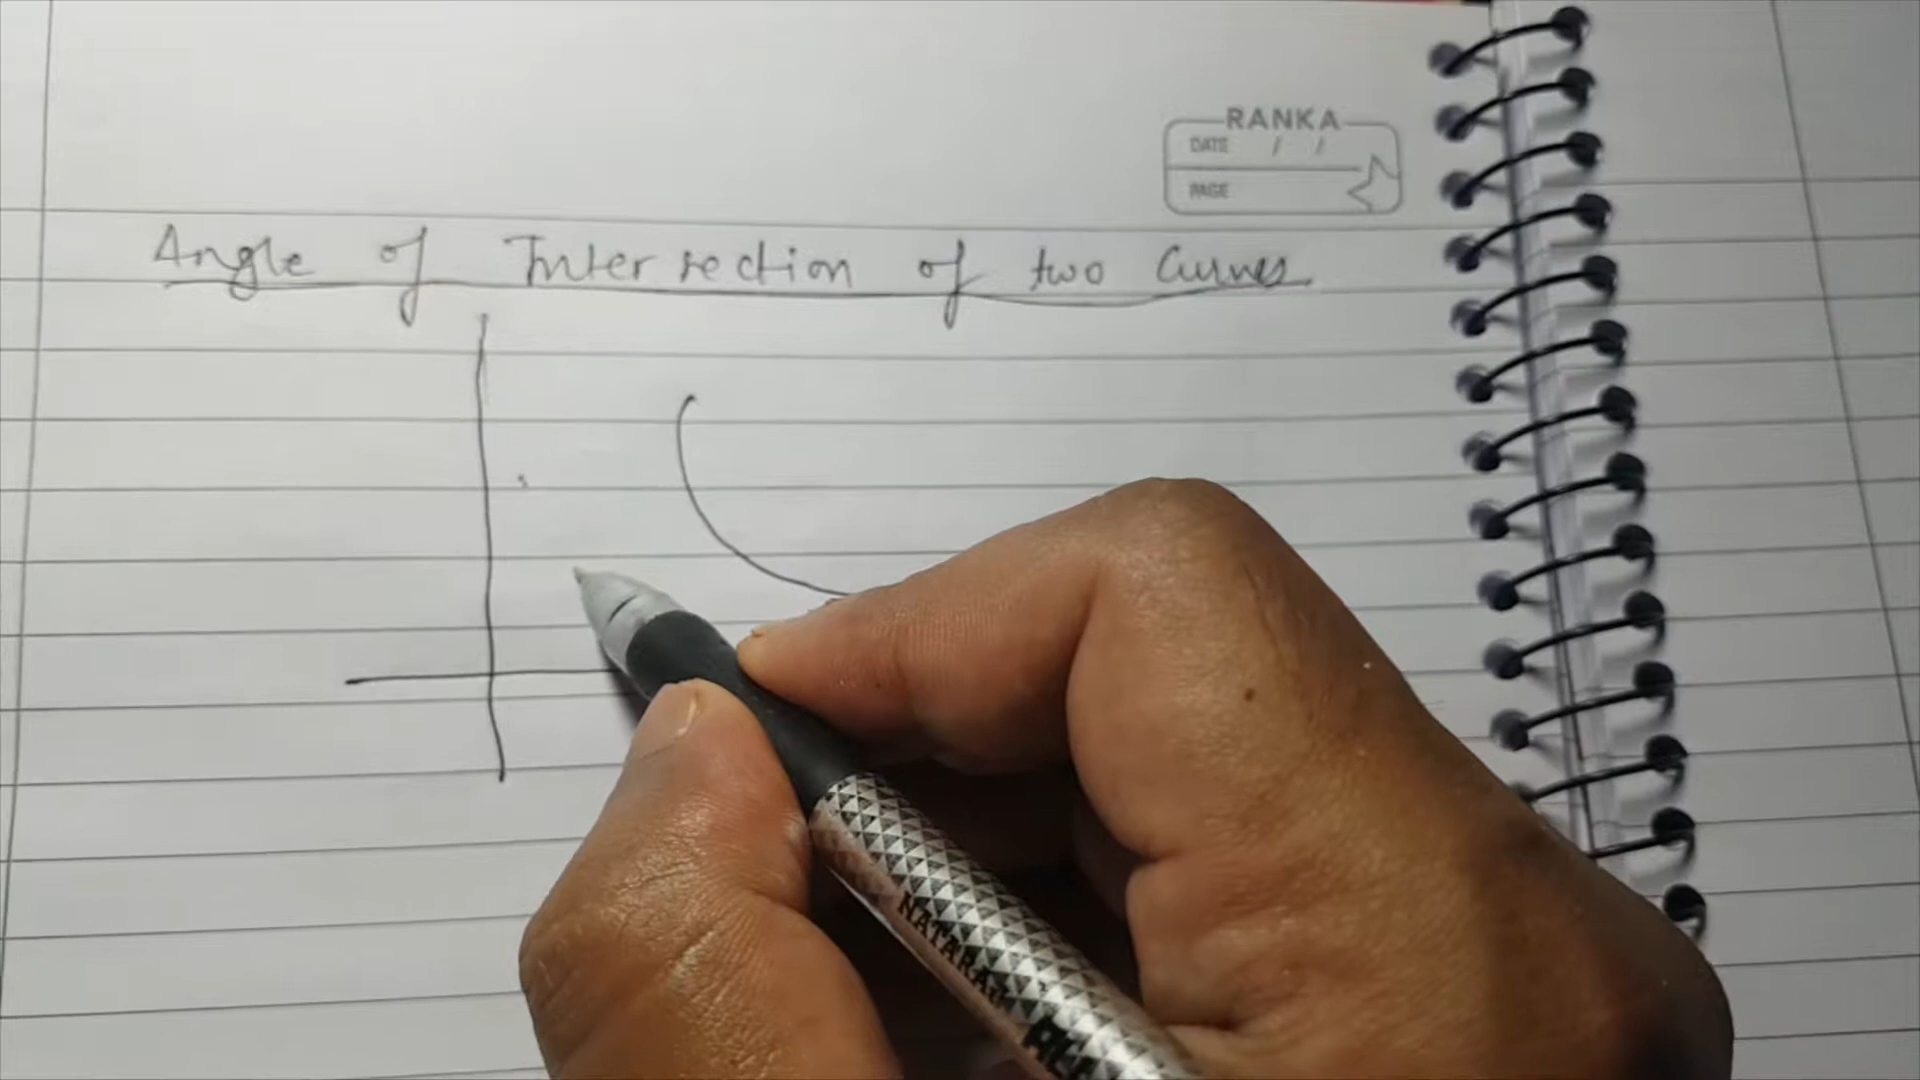 RANKA
DATE / /
PAGE
Angle of Intersection of two Curves
NATARAJ